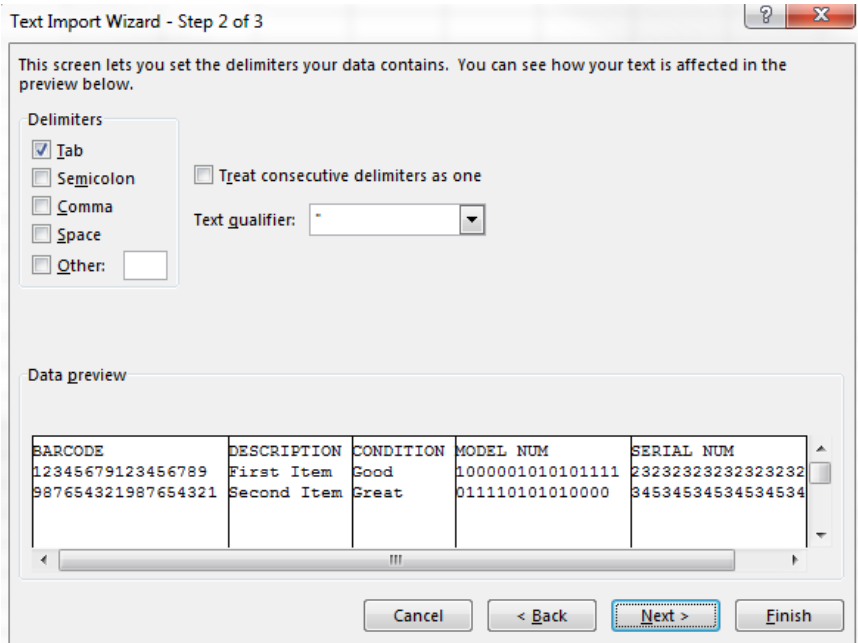 Text Import Wizard - Step 2 of 3
This screen lets you set the delimiters your data contains.  You can see how your text is affected in the
preview below.
Delimiters
Tab
Semicolon
Comma
Space
Other:
Treat consecutive delimiters as one
Text qualifier: "
Data preview
BARCODE DESCRIPTION CONDITION MODEL NUM SERIAL NUM
12345679123456789 First Item Good 1000001010101111 232323232323232323
987654321987654321 Second Item Great 011110101010000 345345345345345345
Cancel < Back Next > Finish